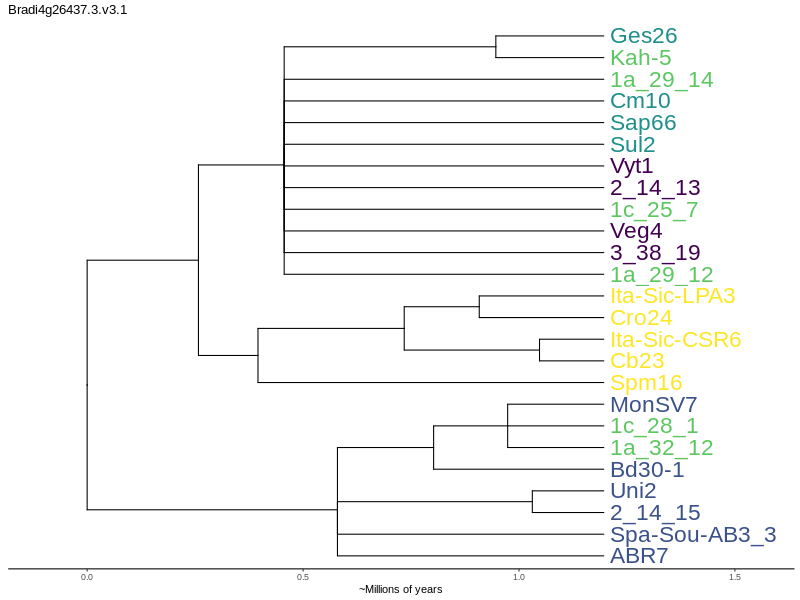 Bradi4g26437.3.v3.1
Ges26
Kah-5
1a_29_14
Cm10
Sap66
Sul2
Vyt1
2_14_13
1c_25_7
Veg4
3_38_19
1a_29_12
Ita-Sic-LPA3
Cro24
Ita-Sic-CSR6
Cb23
Spm16
MonSV7
1c_28_1
1a_32_12
Bd30-1
Uni2
2_14_15
Spa-Sou-AB3_3
ABR7
0.0 0.5 1.0 1.5
~Millions of years